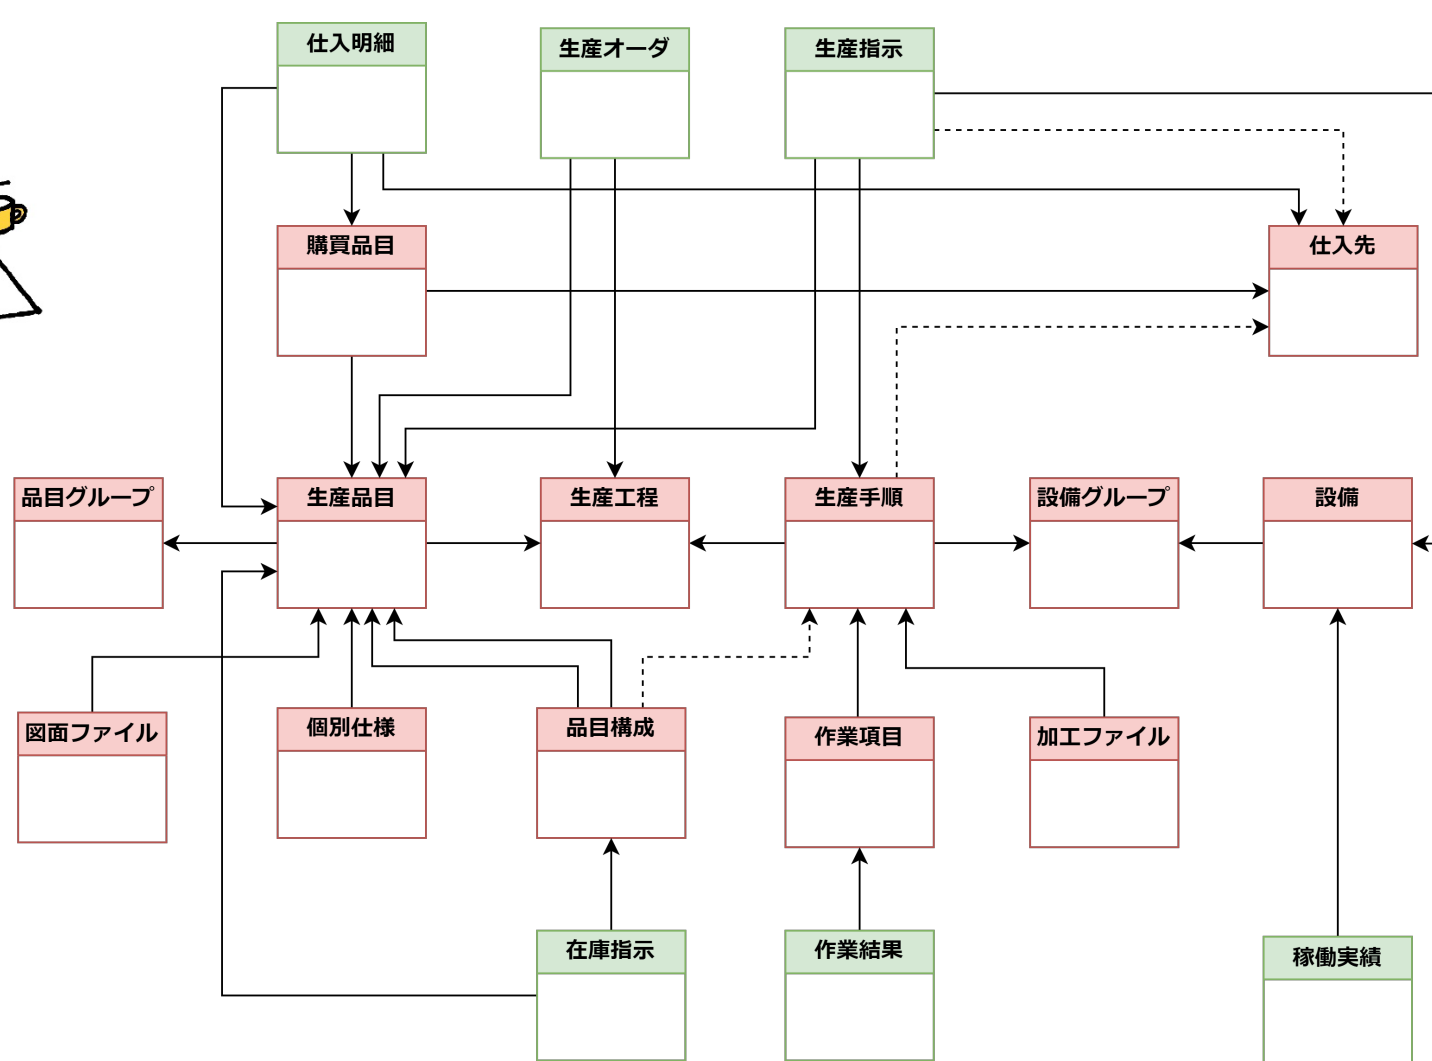 仕入明細
生産オーダ
生産指示
購買品目
仕入先
品目グループ
生産品目
生産工程
生産手順
設備グループ
設備
図面ファイル
個別仕様
品目構成
作業項目
加工ファイル
在庫指示
作業結果
稼働実績